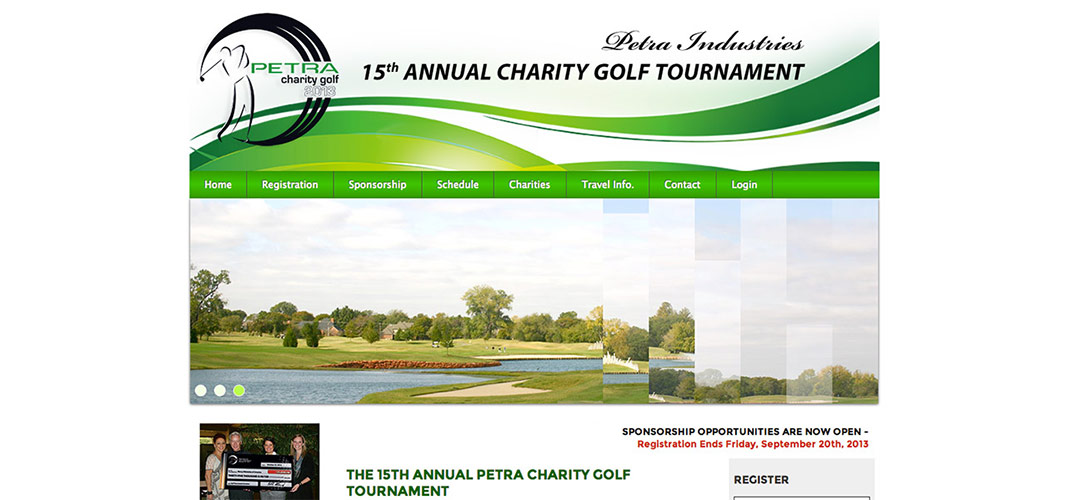 PETRA
charity golf
2013
Petra Industries
15th ANNUAL CHARITY GOLF TOURNAMENT
Home Registration Sponsorship Schedule Charities Travel Info. Contact Login
SPONSORSHIP OPPORTUNITIES ARE NOW OPEN -
Registration Ends Friday, September 20th, 2013
THE 15TH ANNUAL PETRA CHARITY GOLF
TOURNAMENT
REGISTER